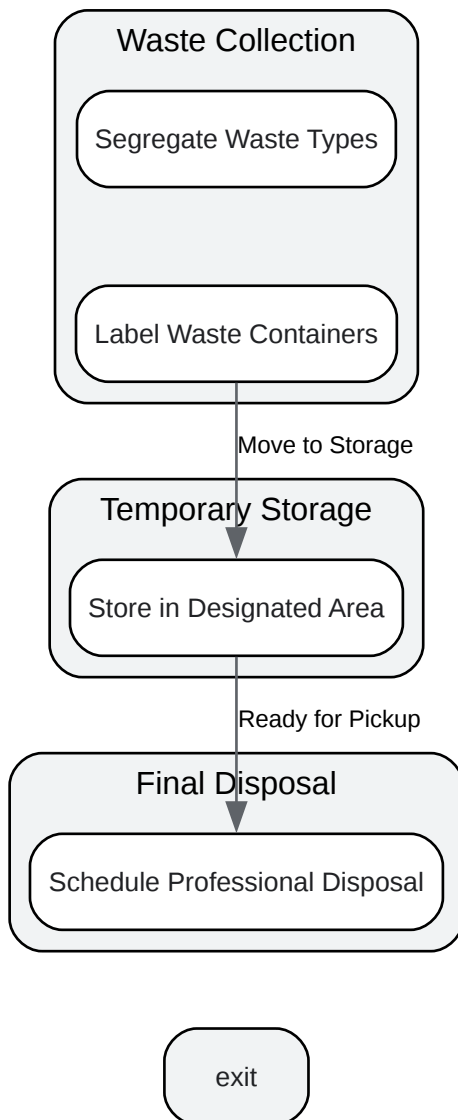 Waste Collection
Segregate Waste Types
Label Waste Containers
Move to Storage
Temporary Storage
Store in Designated Area
Ready for Pickup
Final Disposal
Schedule Professional Disposal
exit